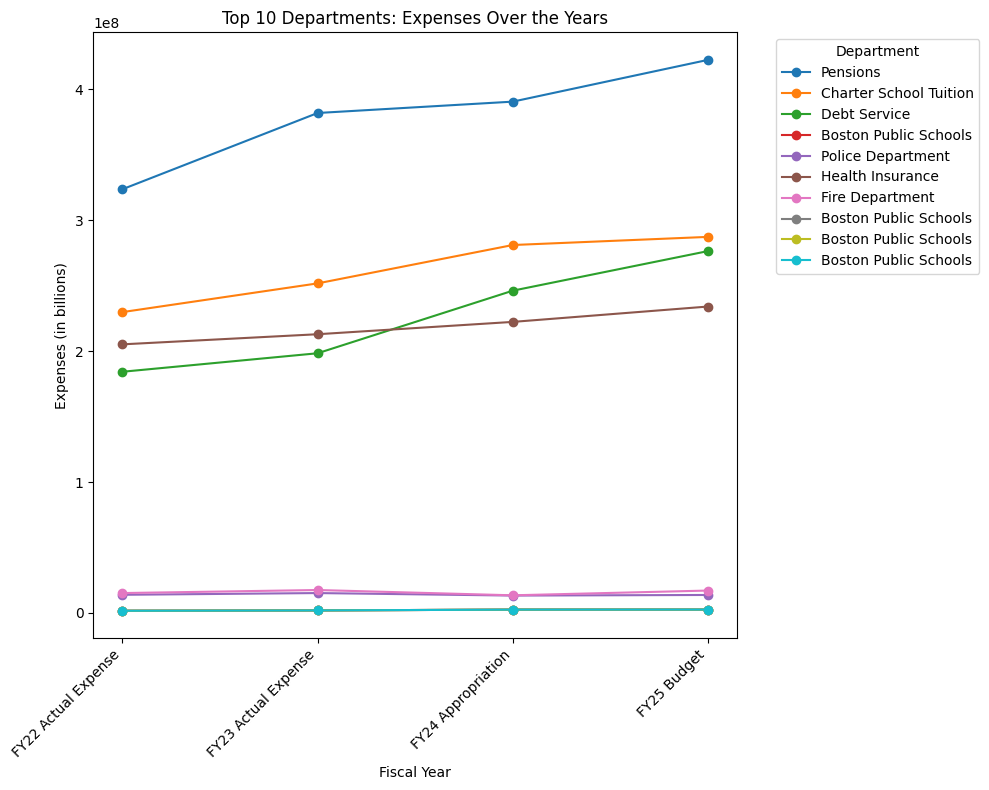 Top 10 Departments: Expenses Over the Years
1e8
4
3
2
1
0
Expenses (in billions)
FY22 Actual Expense
FY23 Actual Expense
FY24 Appropriation
FY25 Budget
Fiscal Year
Department
Pensions
Charter School Tuition
Debt Service
Boston Public Schools
Police Department
Health Insurance
Fire Department
Boston Public Schools
Boston Public Schools
Boston Public Schools